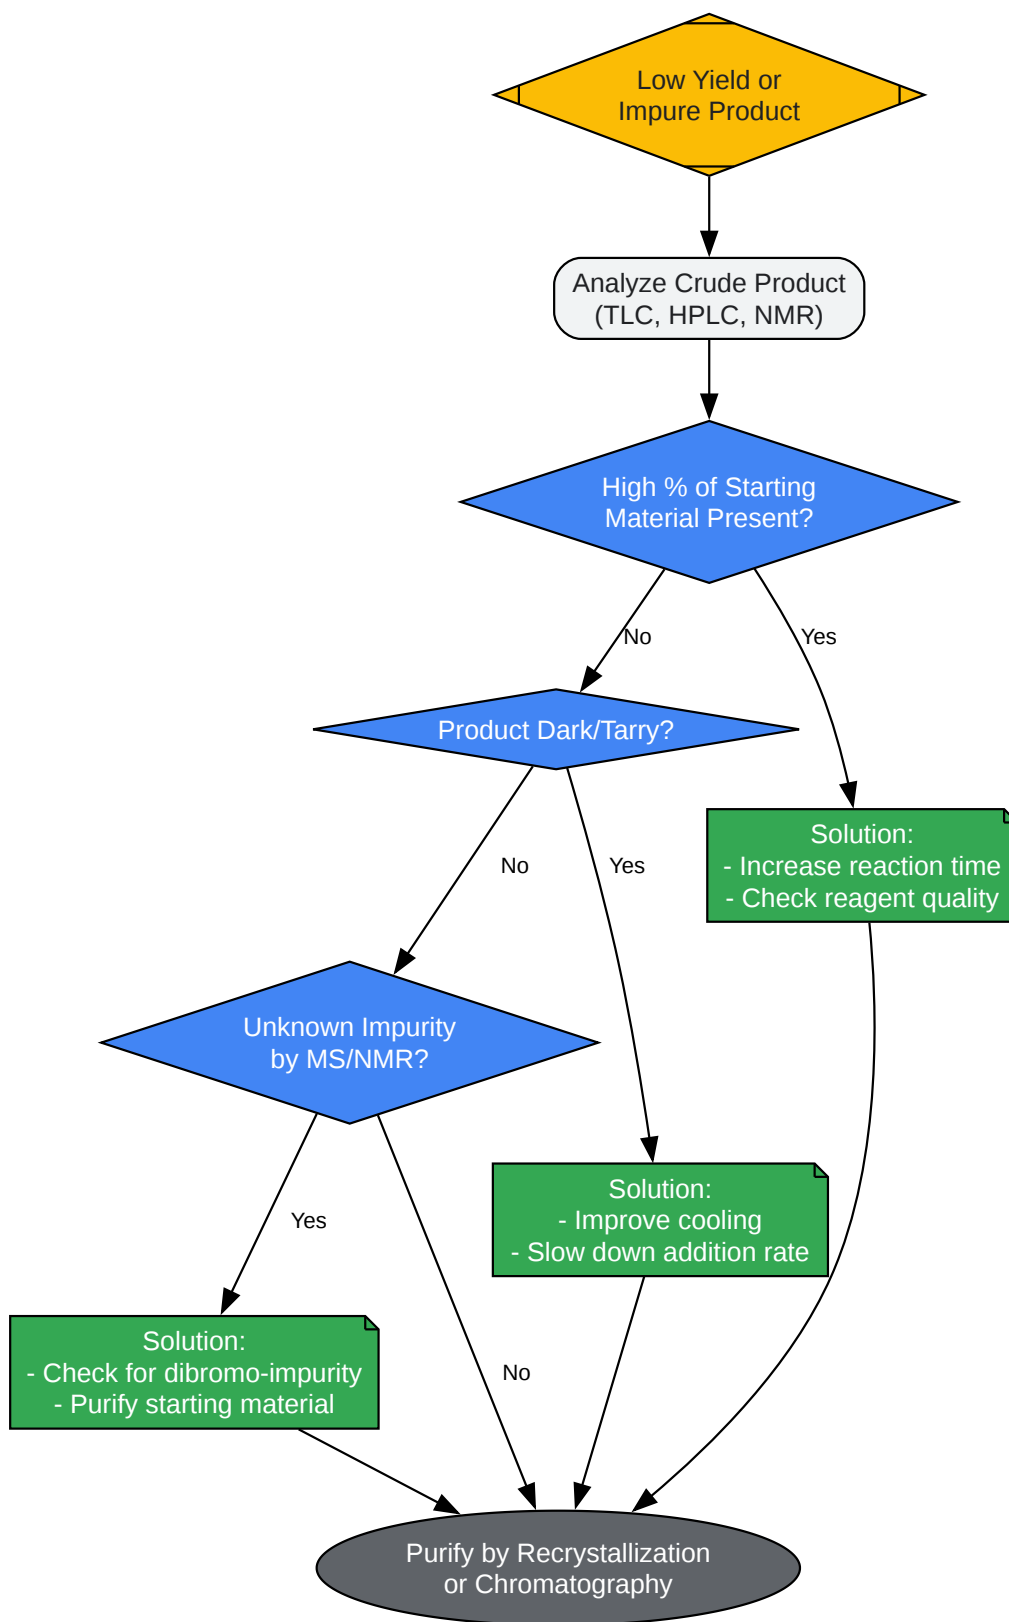 Low Yield or
Impure Product
Analyze Crude Product
(TLC, HPLC, NMR)
High % of Starting
Material Present?
No
Yes
Product Dark/Tarry?
Solution:
- Increase reaction time
- Check reagent quality
No
Yes
Unknown Impurity
by MS/NMR?
Solution:
- Improve cooling
- Slow down addition rate
Yes
No
Solution:
- Check for dibromo-impurity
- Purify starting material
Purify by Recrystallization
or Chromatography